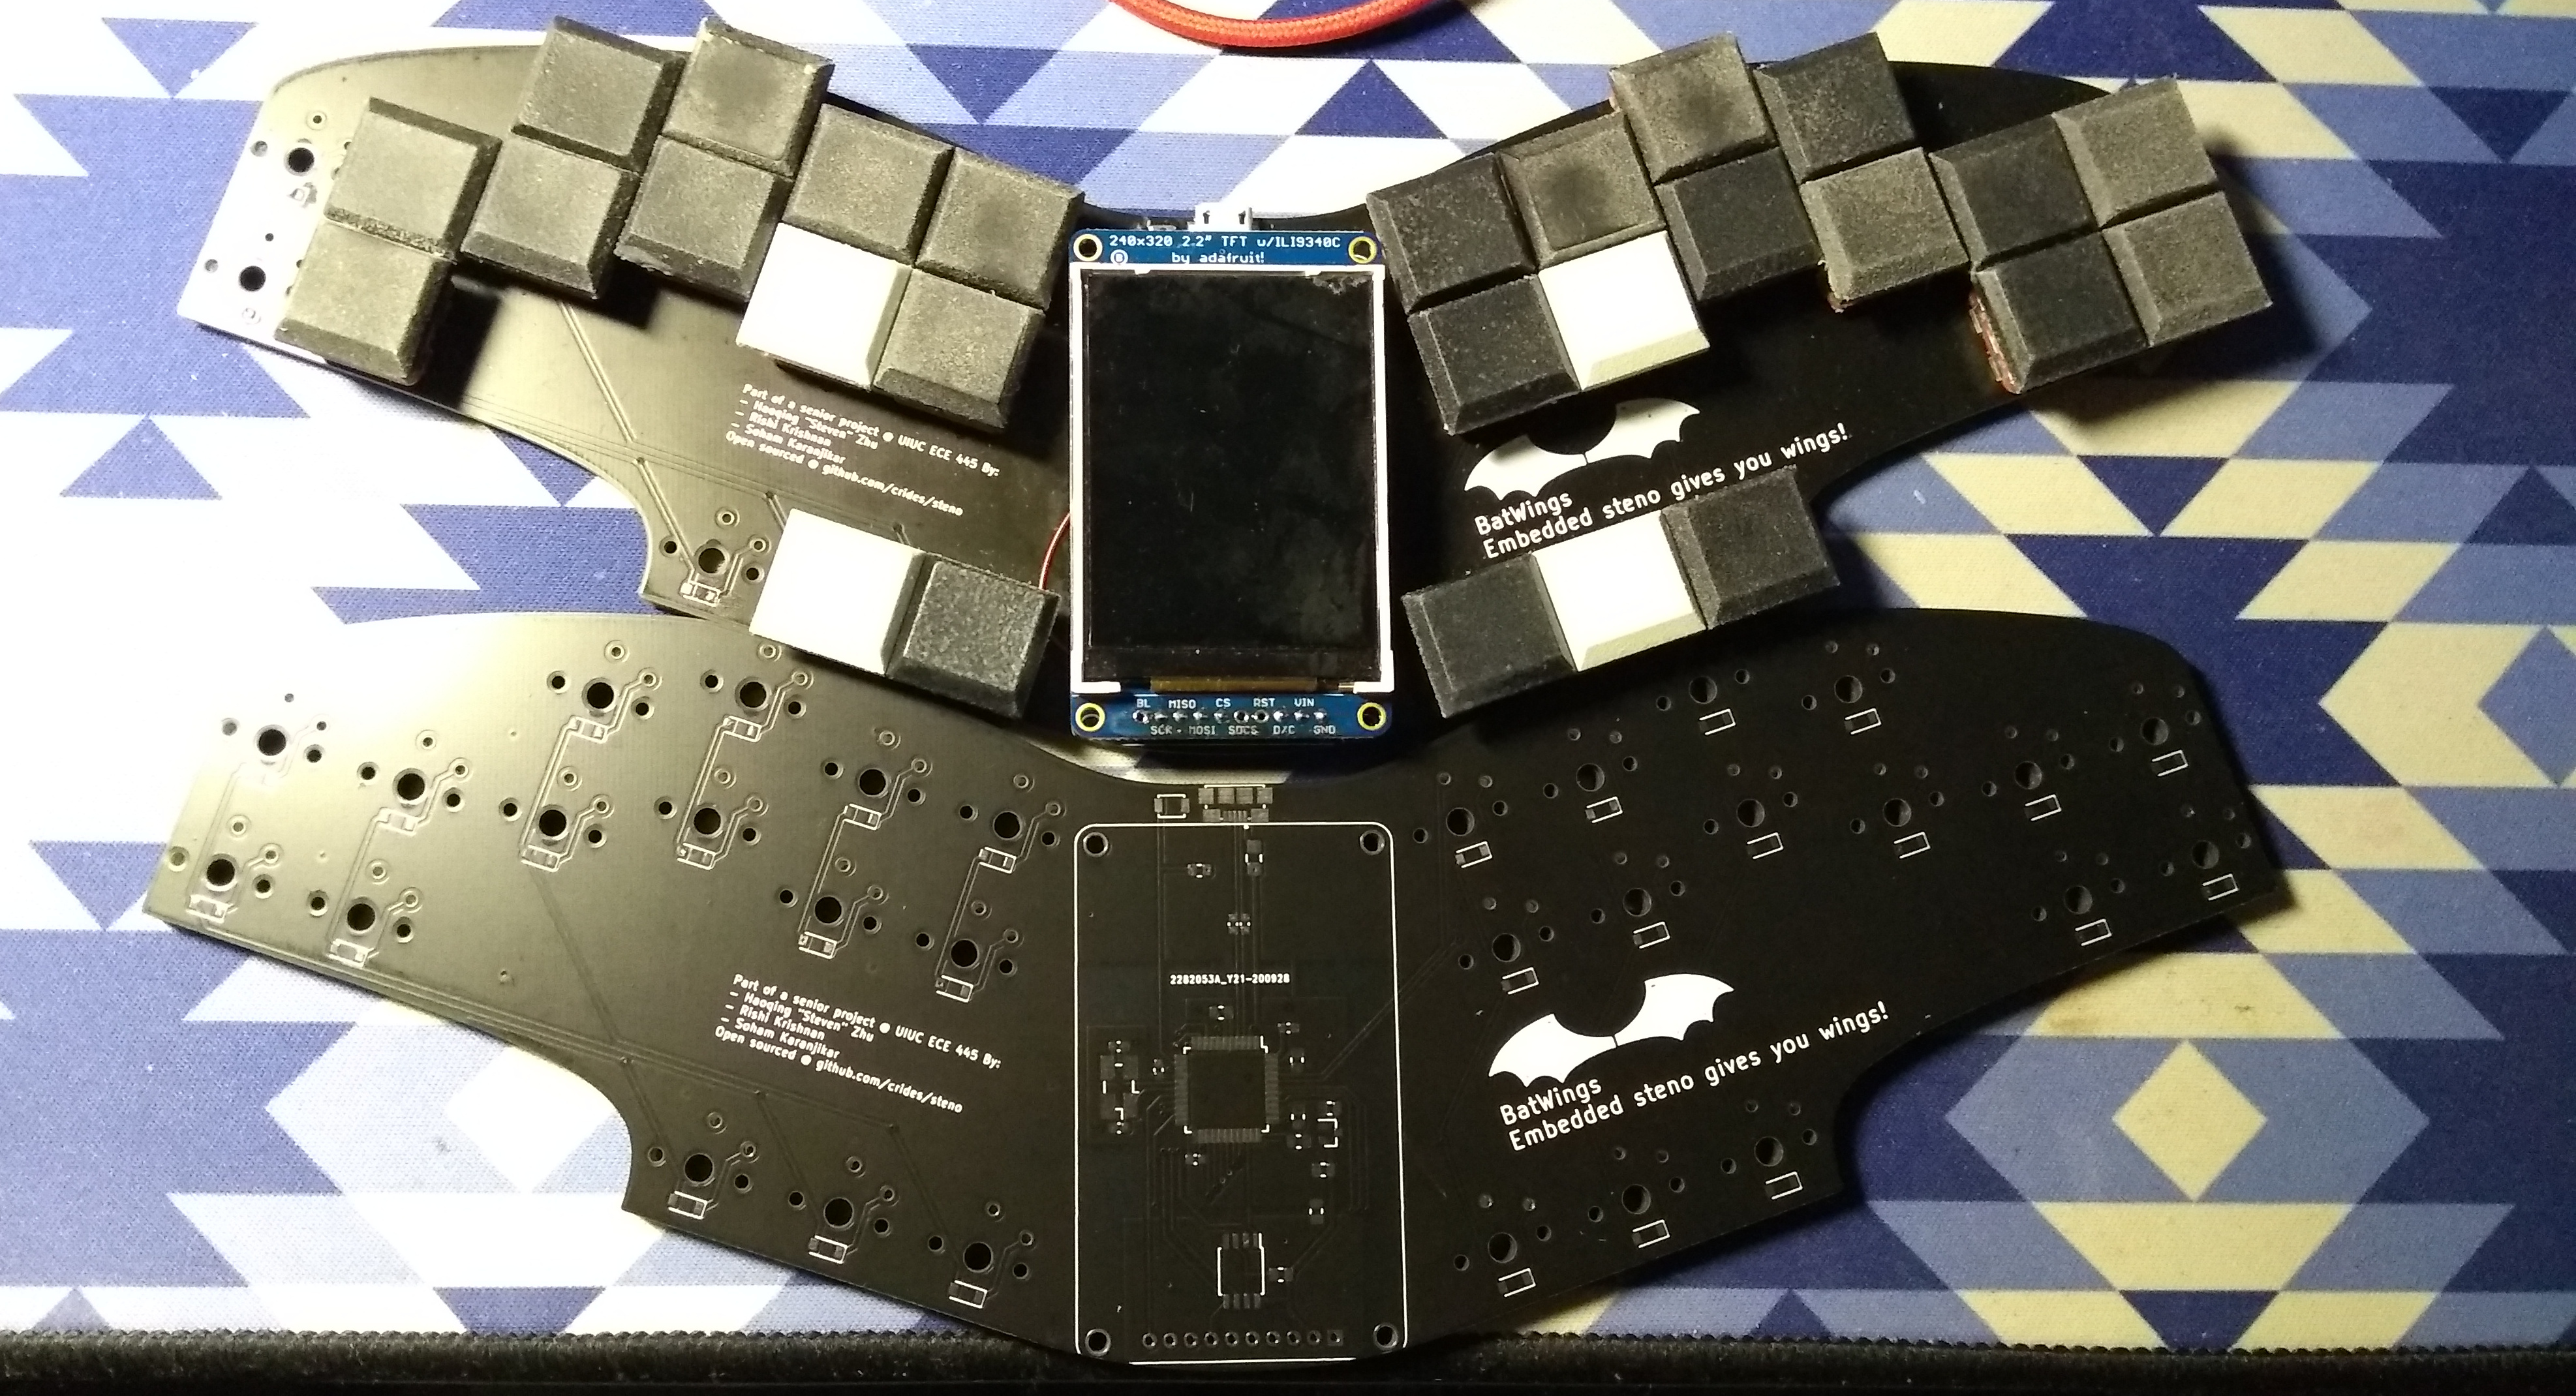 240x320 2.2" TFT w/ILI9340C
by adafruit!
Part of a senior project @ UIUC ECE 445 By:
- Haoqing "Steven" Zhu
- Rishi Krishnan
- Soham Karanjikar
Open sourced @ github.com/crides/steno
BatWings
Embedded steno gives you wings!
BL MISO CS RST VIN
SCK MOSI SDCS D/C GND
2282053A_Y21-200928
Part of a senior project @ UIUC ECE 445 By:
- Haoqing "Steven" Zhu
- Rishi Krishnan
- Soham Karanjikar
Open sourced @ github.com/crides/steno
BatWings
Embedded steno gives you wings!